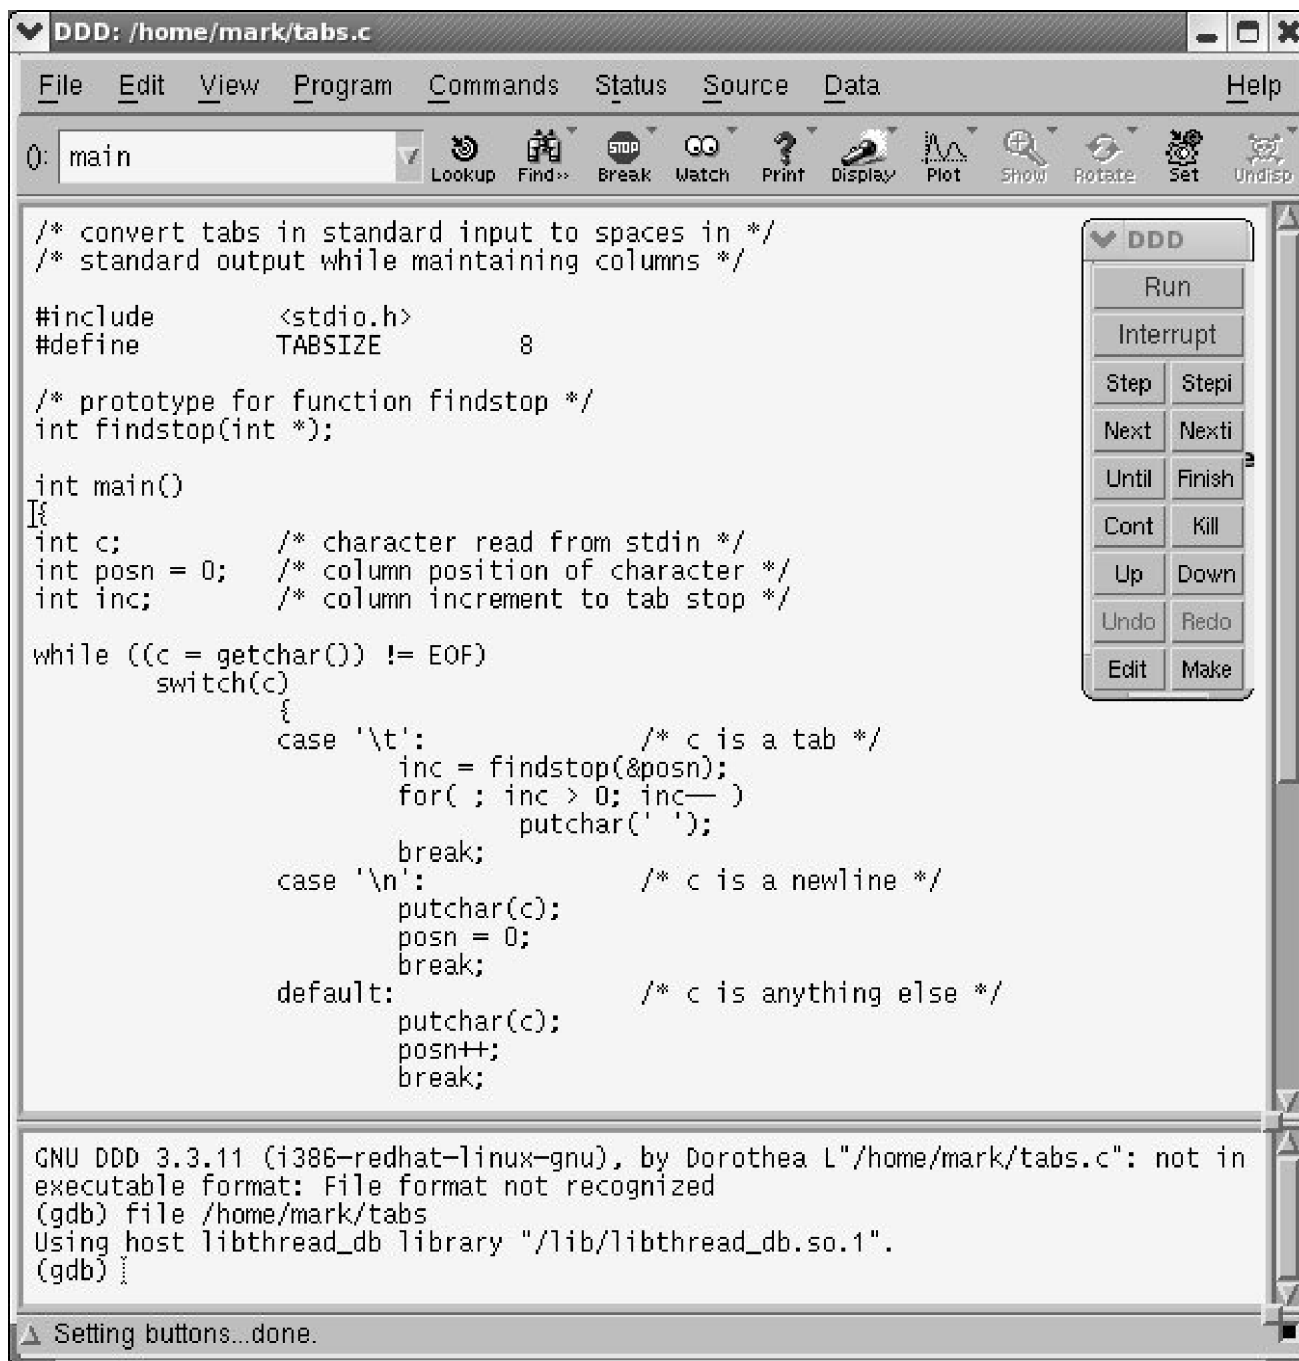 DDD: /home/mark/tabs.c
File Edit View Program Commands Status Source Data Help
(): main
Lookup Find>> Break Watch Print Display Plot Show Rotate Set Undisp
STOP
/* convert tabs in standard input to spaces in */
/* standard output while maintaining columns */
#include <stdio.h>
#define TABSIZE 8
/* prototype for function findstop */
int findstop(int *);
int main()
{
int c; /* character read from stdin */
int posn = 0; /* column position of character */
int inc; /* column increment to tab stop */
while ((c = getchar()) != EOF)
switch(c)
{
case '\t': /* c is a tab */
inc = findstop(&posn);
for( ; inc > 0; inc-- )
putchar(' ');
break;
case '\n': /* c is a newline */
putchar(c);
posn = 0;
break;
default: /* c is anything else */
putchar(c);
posn++;
break;
DDD
Run
Interrupt
Step Stepi
Next Nexti
Until Finish
Cont Kill
Up Down
Undo Redo
Edit Make
GNU DDD 3.3.11 (i386-redhat-linux-gnu), by Dorothea L"/home/mark/tabs.c": not in
executable format: File format not recognized
(gdb) file /home/mark/tabs
Using host libthread_db library "/lib/libthread_db.so.1".
(gdb)
Setting buttons...done.